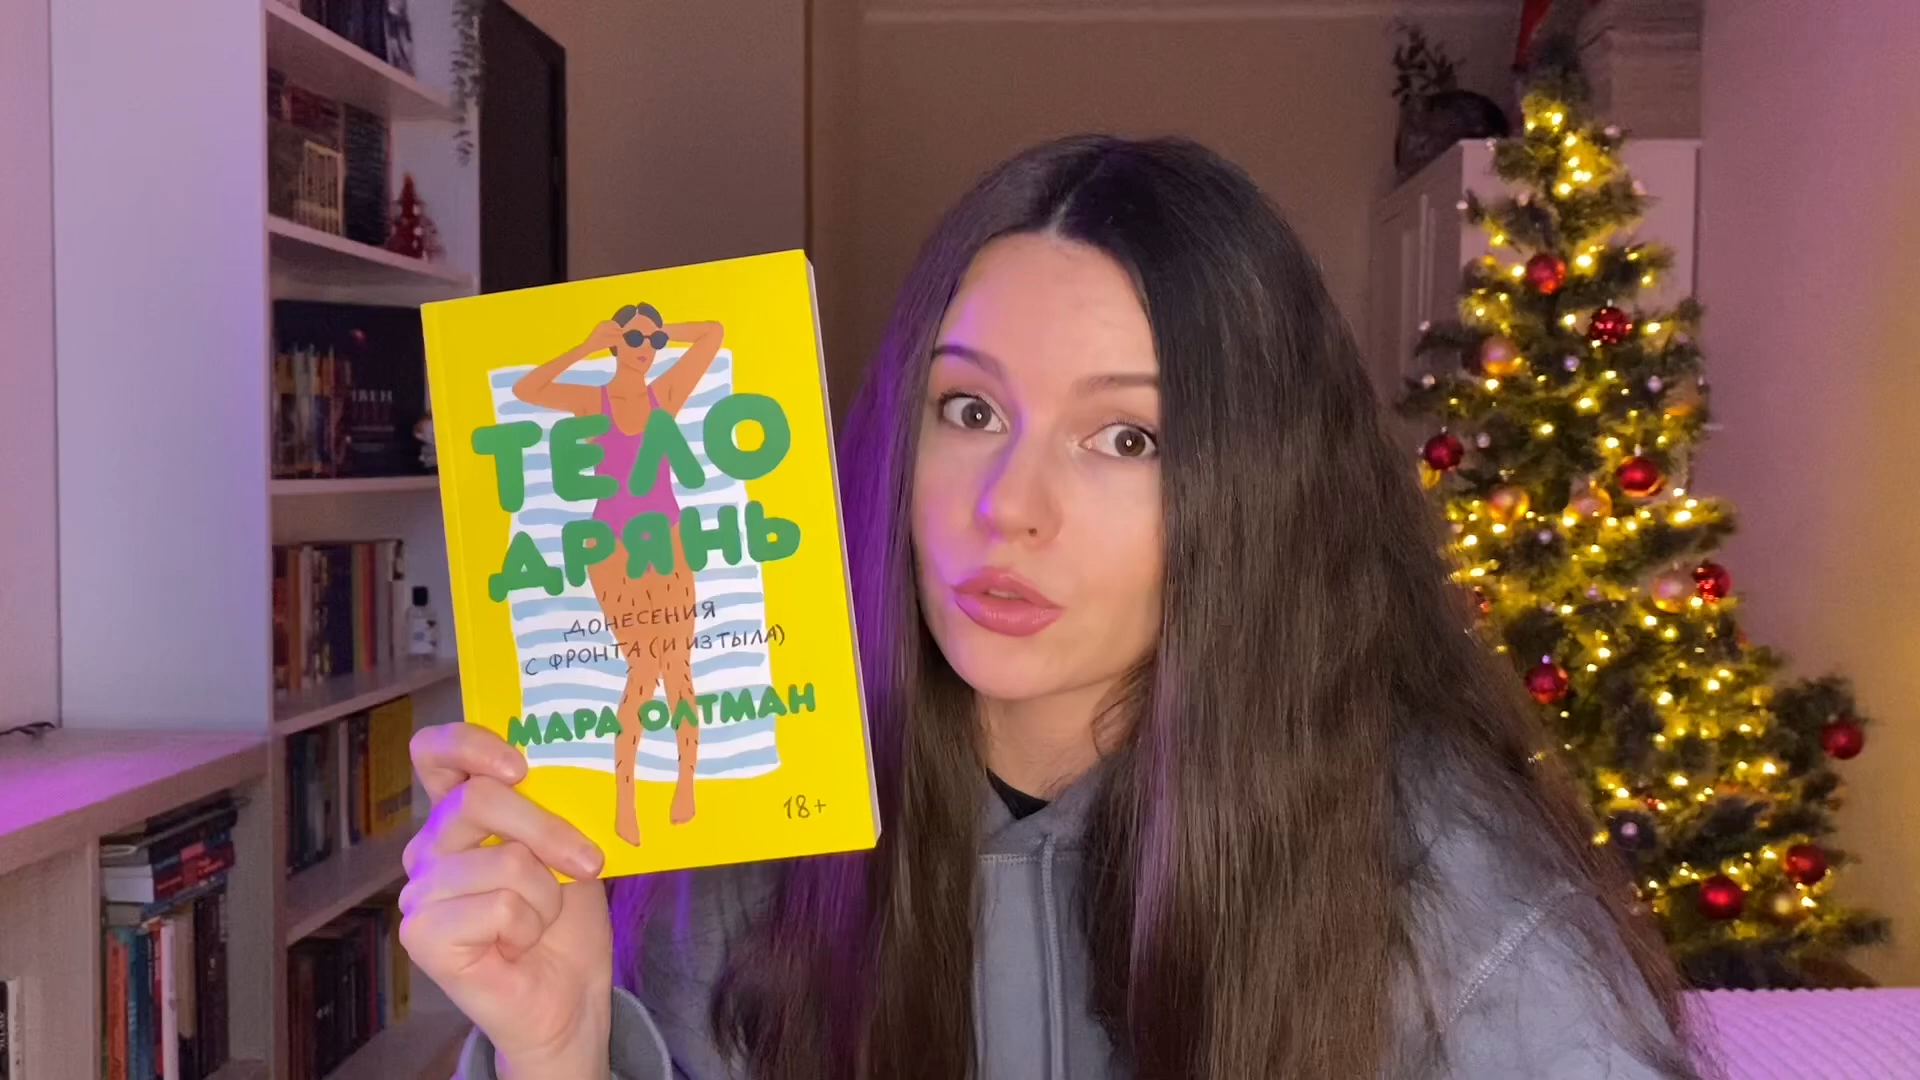 ТЕЛО
ДРЯНЬ
ДОНЕСЕНИЯ
С ФРОНТА (И ИЗ ТЫЛА)
МАРА ОЛТМАН
18+